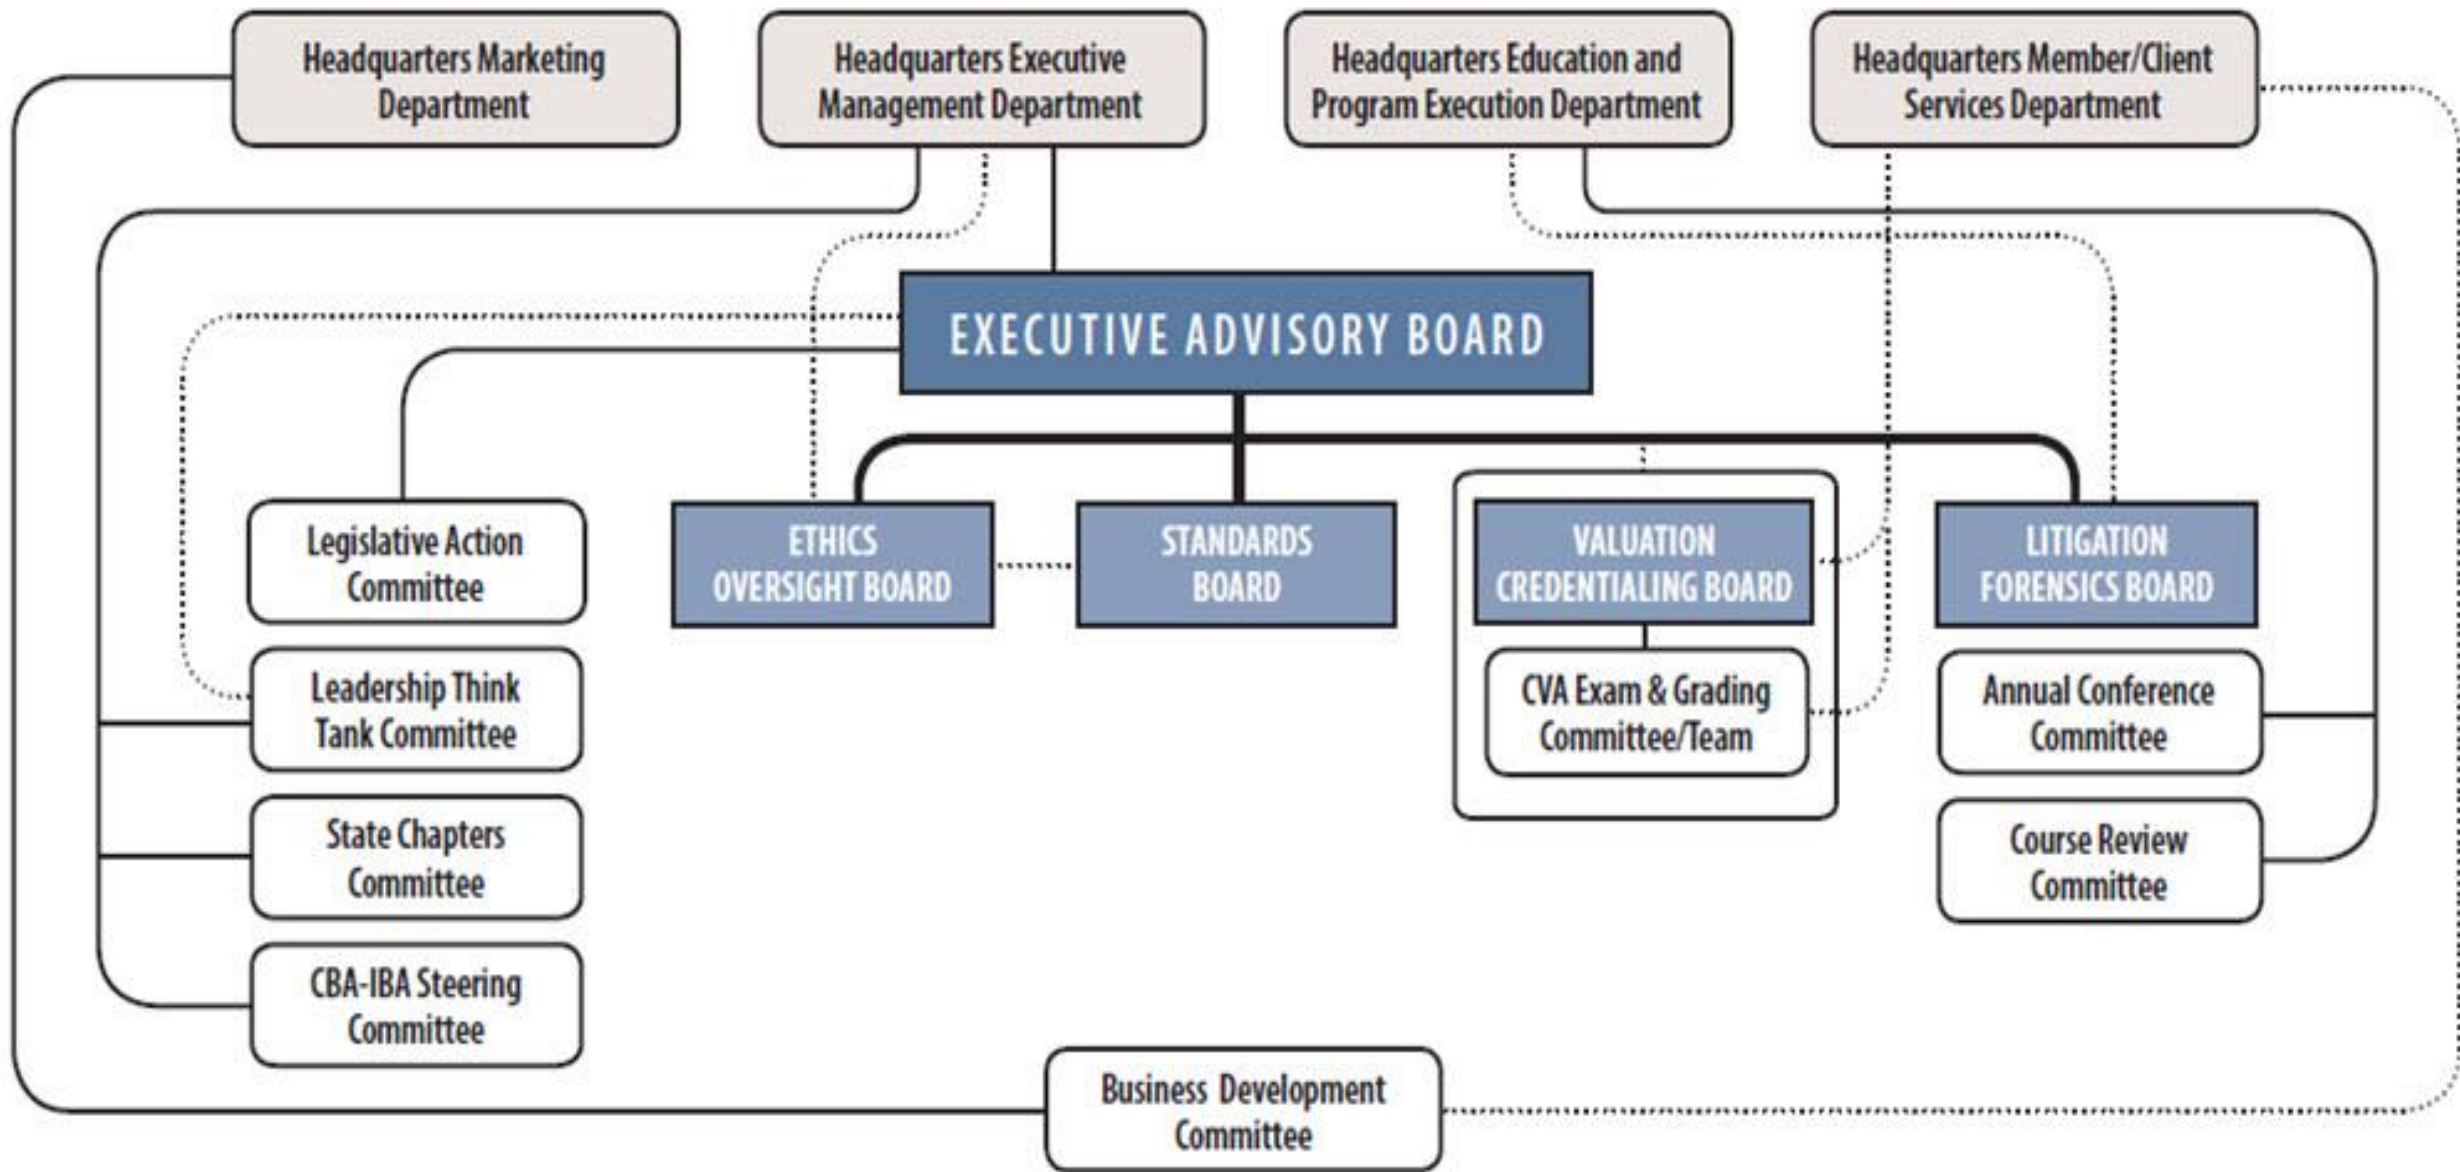 Headquarters Marketing
Department
Headquarters Executive
Management Department
Headquarters Education and
Program Execution Department
Headquarters Member/Client
Services Department
EXECUTIVE ADVISORY BOARD
Legislative Action
Committee
ETHICS
OVERSIGHT BOARD
STANDARDS
BOARD
VALUATION
CREDENTIALING BOARD
LITIGATION
FORENSICS BOARD
Leadership Think
Tank Committee
CVA Exam & Grading
Committee/Team
Annual Conference
Committee
State Chapters
Committee
Course Review
Committee
CBA-IBA Steering
Committee
Business Development
Committee